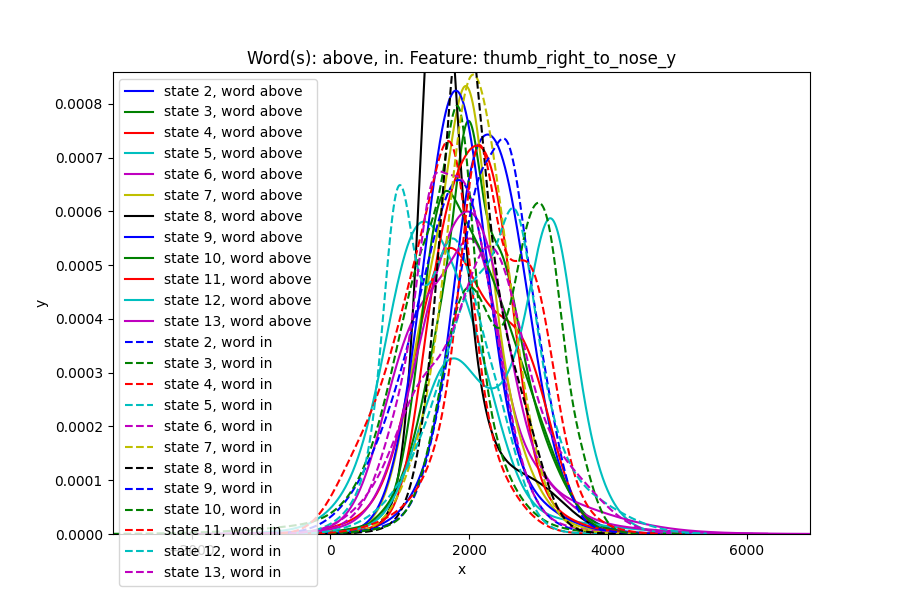 Word(s): above, in. Feature: thumb_right_to_nose_y
y
0.0008
0.0007
0.0006
0.0005
0.0004
0.0003
0.0002
0.0001
0.0000
state 2, word above
state 3, word above
state 4, word above
state 5, word above
state 6, word above
state 7, word above
state 8, word above
state 9, word above
state 10, word above
state 11, word above
state 12, word above
state 13, word above
state 2, word in
state 3, word in
state 4, word in
state 5, word in
state 6, word in
state 7, word in
state 8, word in
state 9, word in
state 10, word in
state 11, word in
state 12, word in
state 13, word in
0 2000 4000 6000
x